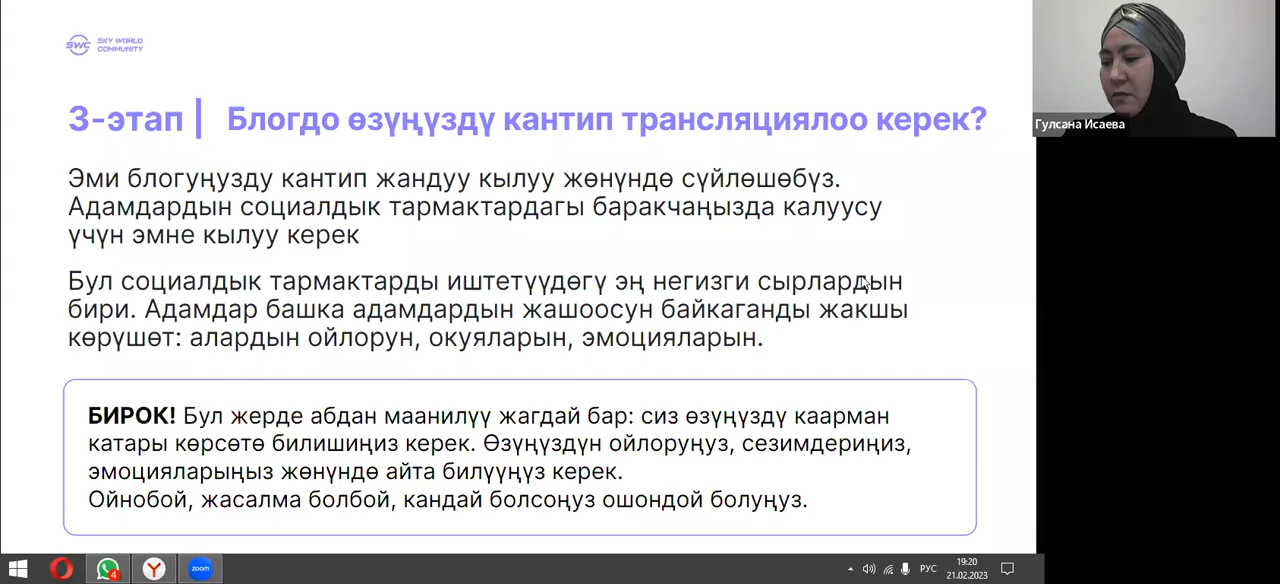 SWC SKY WORLD
COMMUNITY
3-этап | Блогдо өзүңүздү кантип трансляциялоо керек?
Эми блогуңузду кантип жандуу кылуу жөнүндө сүйлөшөбүз.
Адамдардын социалдык тармактардагы баракчаңызда калуусу
үчүн эмне кылуу керек
Бул социалдык тармактарды иштетүүдөгү эң негизги сырлардын
бири. Адамдар башка адамдардын жашоосун байкаганды жакшы
көрүшөт: алардын ойлорун, окуяларын, эмоцияларын.
БИРОК! Бул жерде абдан маанилүү жагдай бар: сиз өзүңүздү каарман
катары көрсөтө билишиңиз керек. Өзүңүздүн ойлоруңуз, сезимдериңиз,
эмоцияларыңыз жөнүндө айта билүүңүз керек.
Ойнобой, жасалма болбой, кандай болсоңуз ошондой болуңуз.
Гулсана Исаева
4
zoom
РУС
19:20
21.02.2023